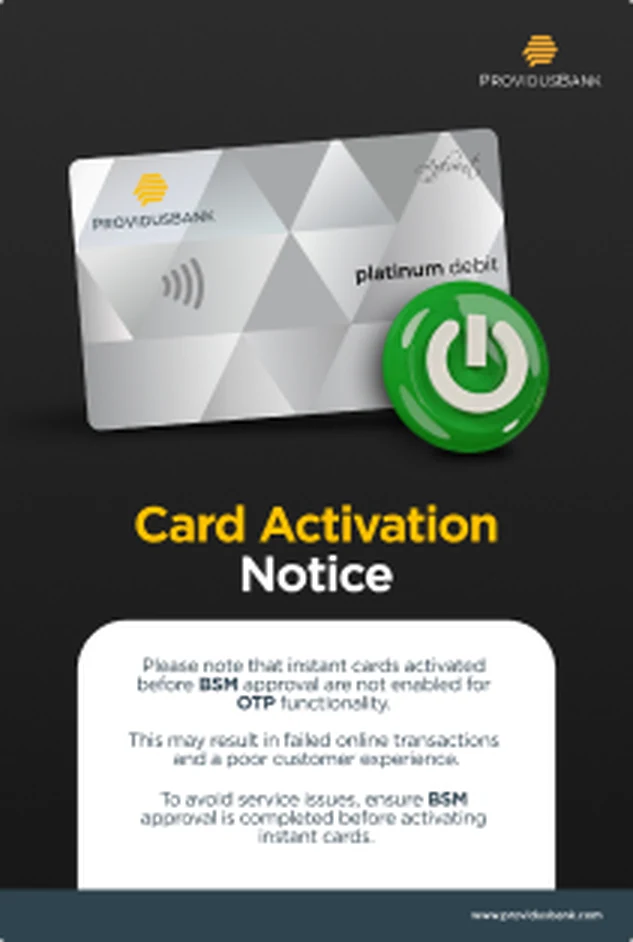 PROVIDUSBANK
PROVIDUSBANK
platinum debit
Card Activation
Notice
Please note that instant cards activated
before BSM approval are not enabled for
OTP functionality.
This may result in failed online transactions
and a poor customer experience.
To avoid service issues, ensure BSM
approval is completed before activating
instant cards.
www.providusbank.com